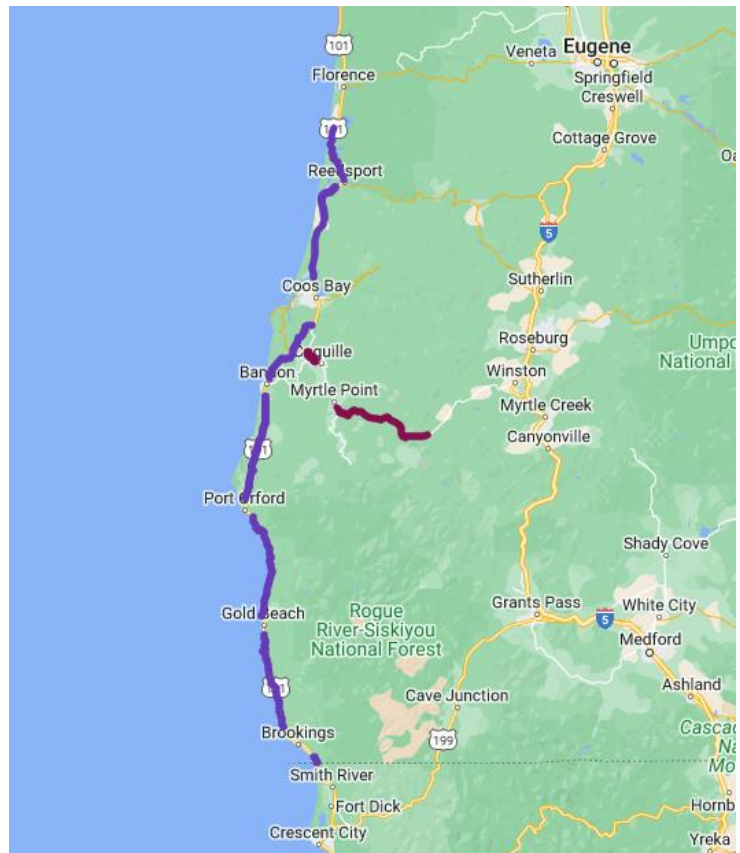 101
Florence
Veneta
Eugene
Springfield
Creswell
Cottage Grove
101
Reedsport
5
Coos Bay
Sutherlin
Roseburg
Umpo
National
Coquille
Bandon
Myrtle Point
Winston
Myrtle Creek
Canyonville
101
Port Orford
Shady Cove
Gold Beach
Rogue
River-Siskiyou
National Forest
Grants Pass
5
White City
Medford
101
Cave Junction
Ashland
Brookings
199
Cascad
Na
Mo
Smith River
Fort Dick
Hornb
Crescent City
Yreka